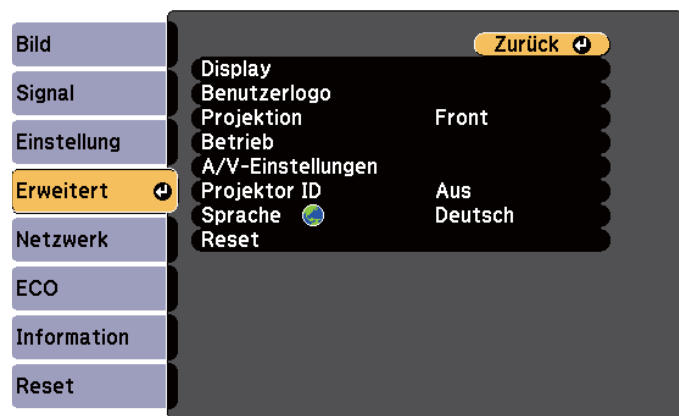 Bild
Signal
Einstellung
Erweitert
Netzwerk
ECO
Information
Reset
Zurück
Display
Benutzerlogo
Projektion Front
Betrieb
A/V-Einstellungen
Projektor ID Aus
Sprache Deutsch
Reset